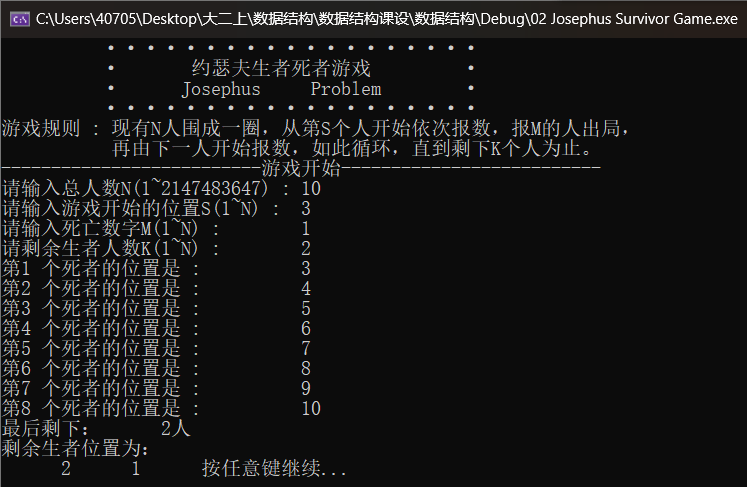 C:\Users\40705\Desktop\大二上\数据结构\数据结构课设\数据结构\Debug\02 Josephus Survivor Game.exe
· · · · · · · · · · · · · · · · · · ·
· 约瑟夫生者死者游戏 ·
· Josephus Problem ·
· · · · · · · · · · · · · · · · · · ·
游戏规则 : 现有N人围成一圈，从第S个人开始依次报数，报M的人出局，
再由下一人开始报数，如此循环，直到剩下K个人为止。
--------------------------游戏开始--------------------------
请输入总人数N(1~2147483647) : 10
请输入游戏开始的位置S(1~N) : 3
请输入死亡数字M(1~N) : 1
请剩余生者人数K(1~N) : 2
第1 个死者的位置是 : 3
第2 个死者的位置是 : 4
第3 个死者的位置是 : 5
第4 个死者的位置是 : 6
第5 个死者的位置是 : 7
第6 个死者的位置是 : 8
第7 个死者的位置是 : 9
第8 个死者的位置是 : 10
最后剩下： 2人
剩余生者位置为：
2 1 按任意键继续...